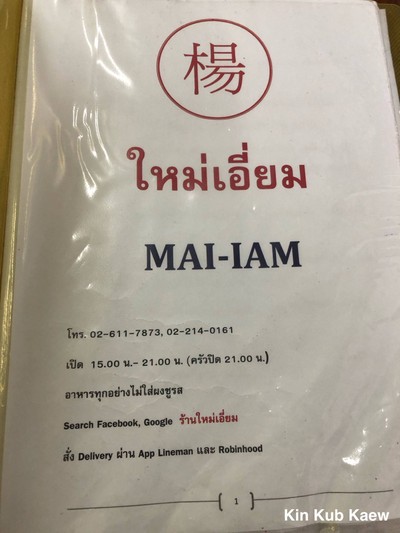 楊
ใหม่เอี่ยม
MAI-IAM
โทร. 02-611-7873, 02-214-0161
เปิด 15.00 น.- 21.00 น. (ครัวปิด 21.00 น.)
อาหารทุกอย่างไม่ใส่ผงชูรส
Search Facebook, Google ร้านใหม่เอี่ยม
สั่ง Delivery ผ่าน App Lineman และ Robinhood
1
Kin Kub Kaew